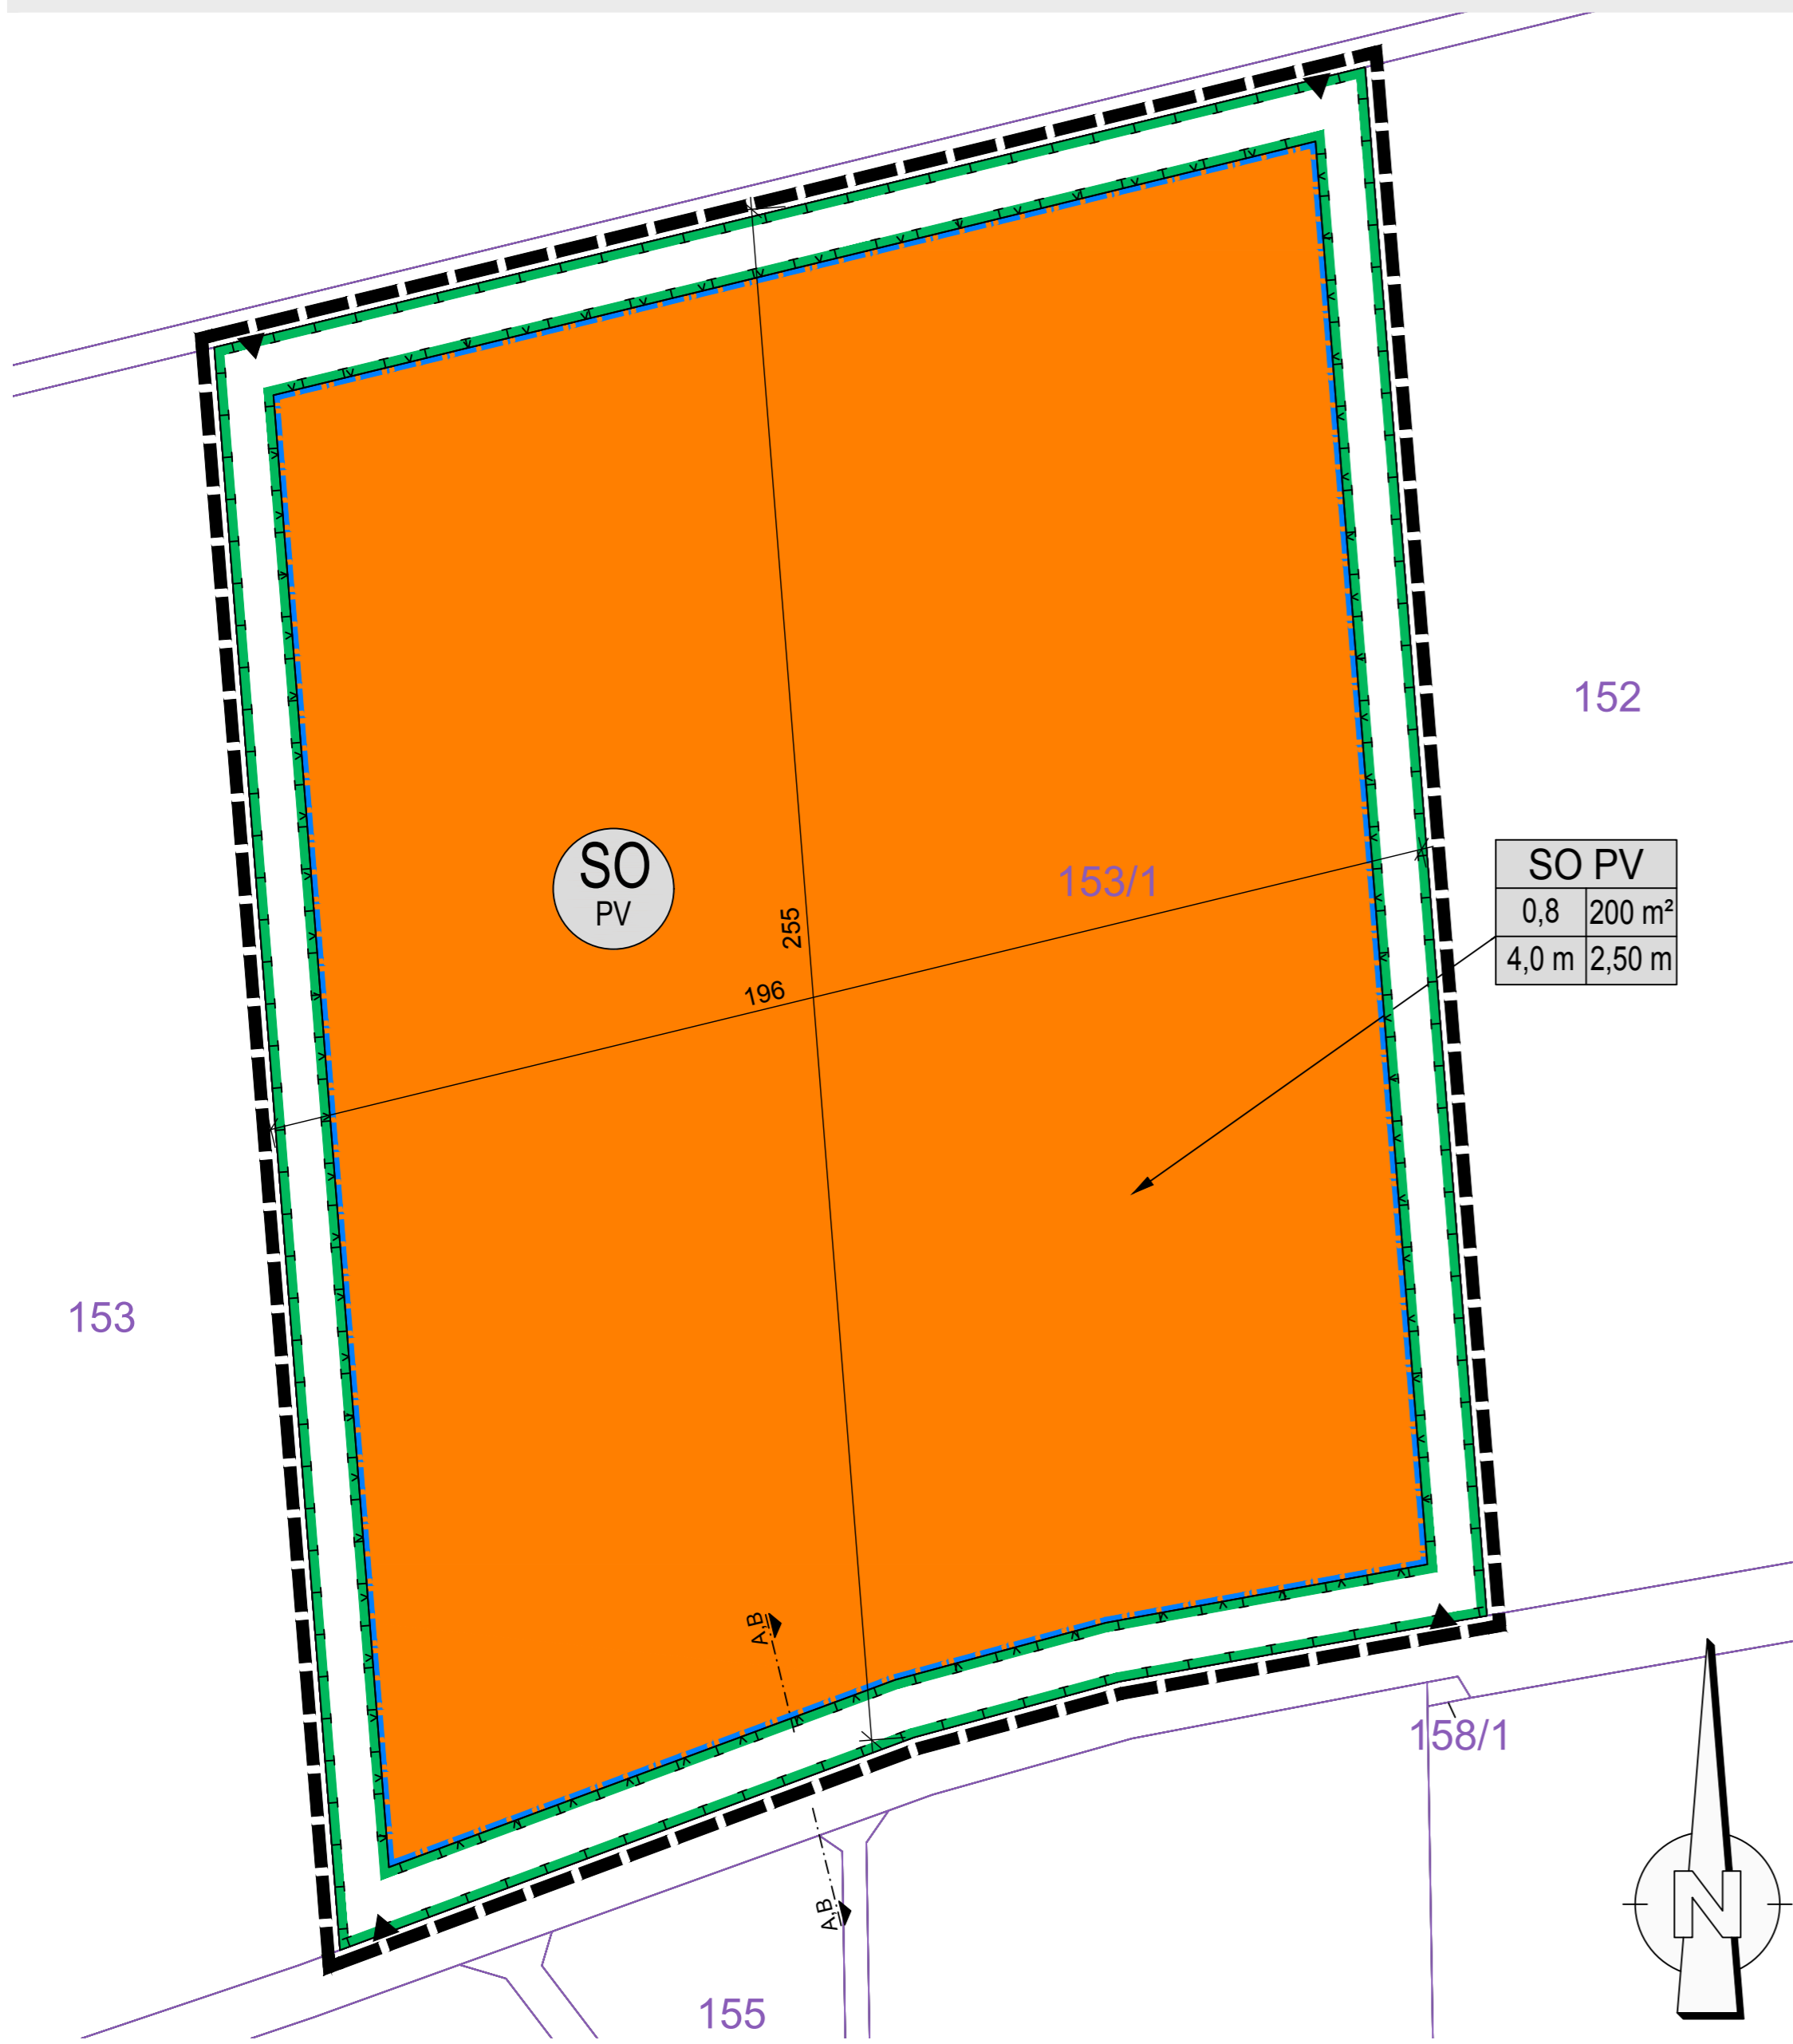 152
SO
PV
153/1
SO PV
0,8 200 m²
4,0 m 2,50 m
255
196
153
A,B
158/1
A,B
N
155